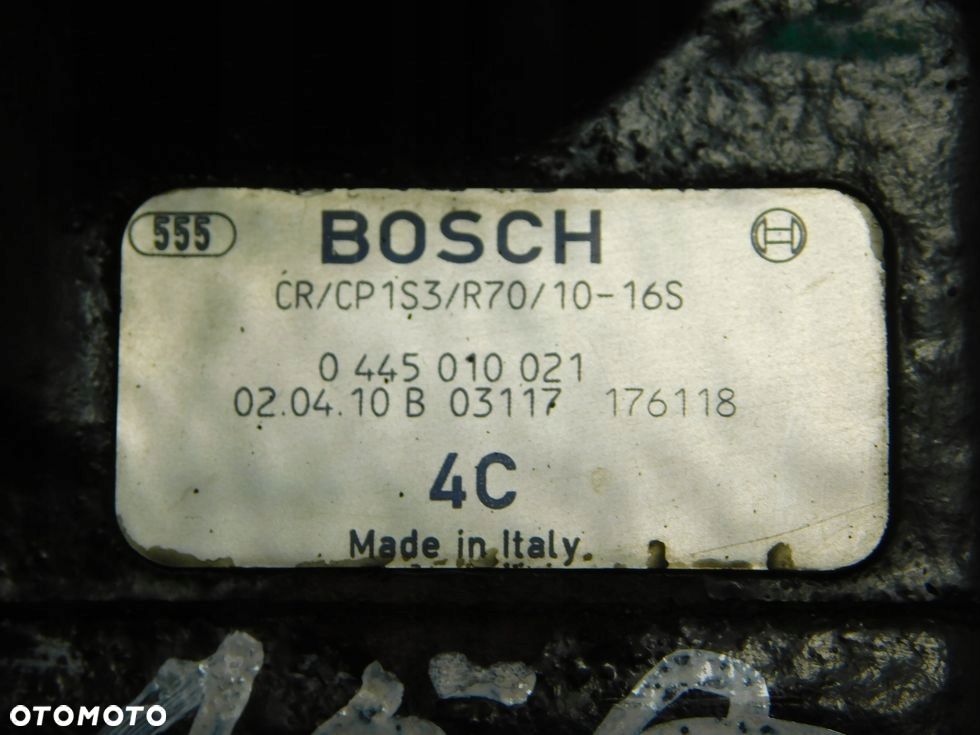 555 BOSCH
CR/CP1S3/R70/10-16S
0 445 010 021
02.04.10 B 03117 176118
4C
Made in Italy
OTOMOTO